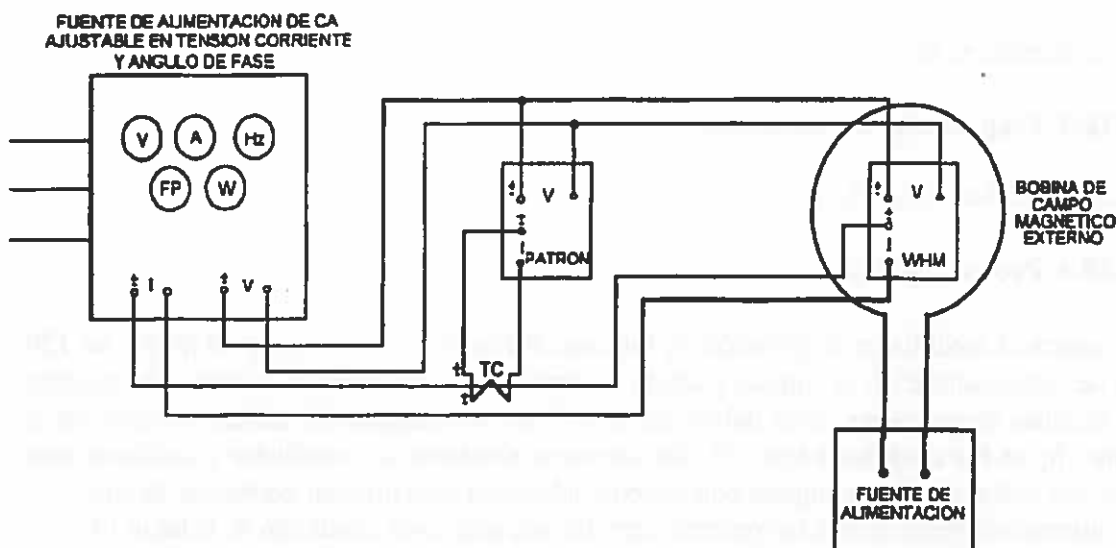 FUENTE DE ALIMENTACION DE CA
AJUSTABLE EN TENSION CORRIENTE
Y ANGULO DE FASE
V A Hz
FP W
± I V
±
± V
±
I
PATRON
± V
±
I
WHM
BOBINA DE
CAMPO
MAGNETICO
EXTERNO
TC
±
±
FUENTE DE
ALIMENTACION